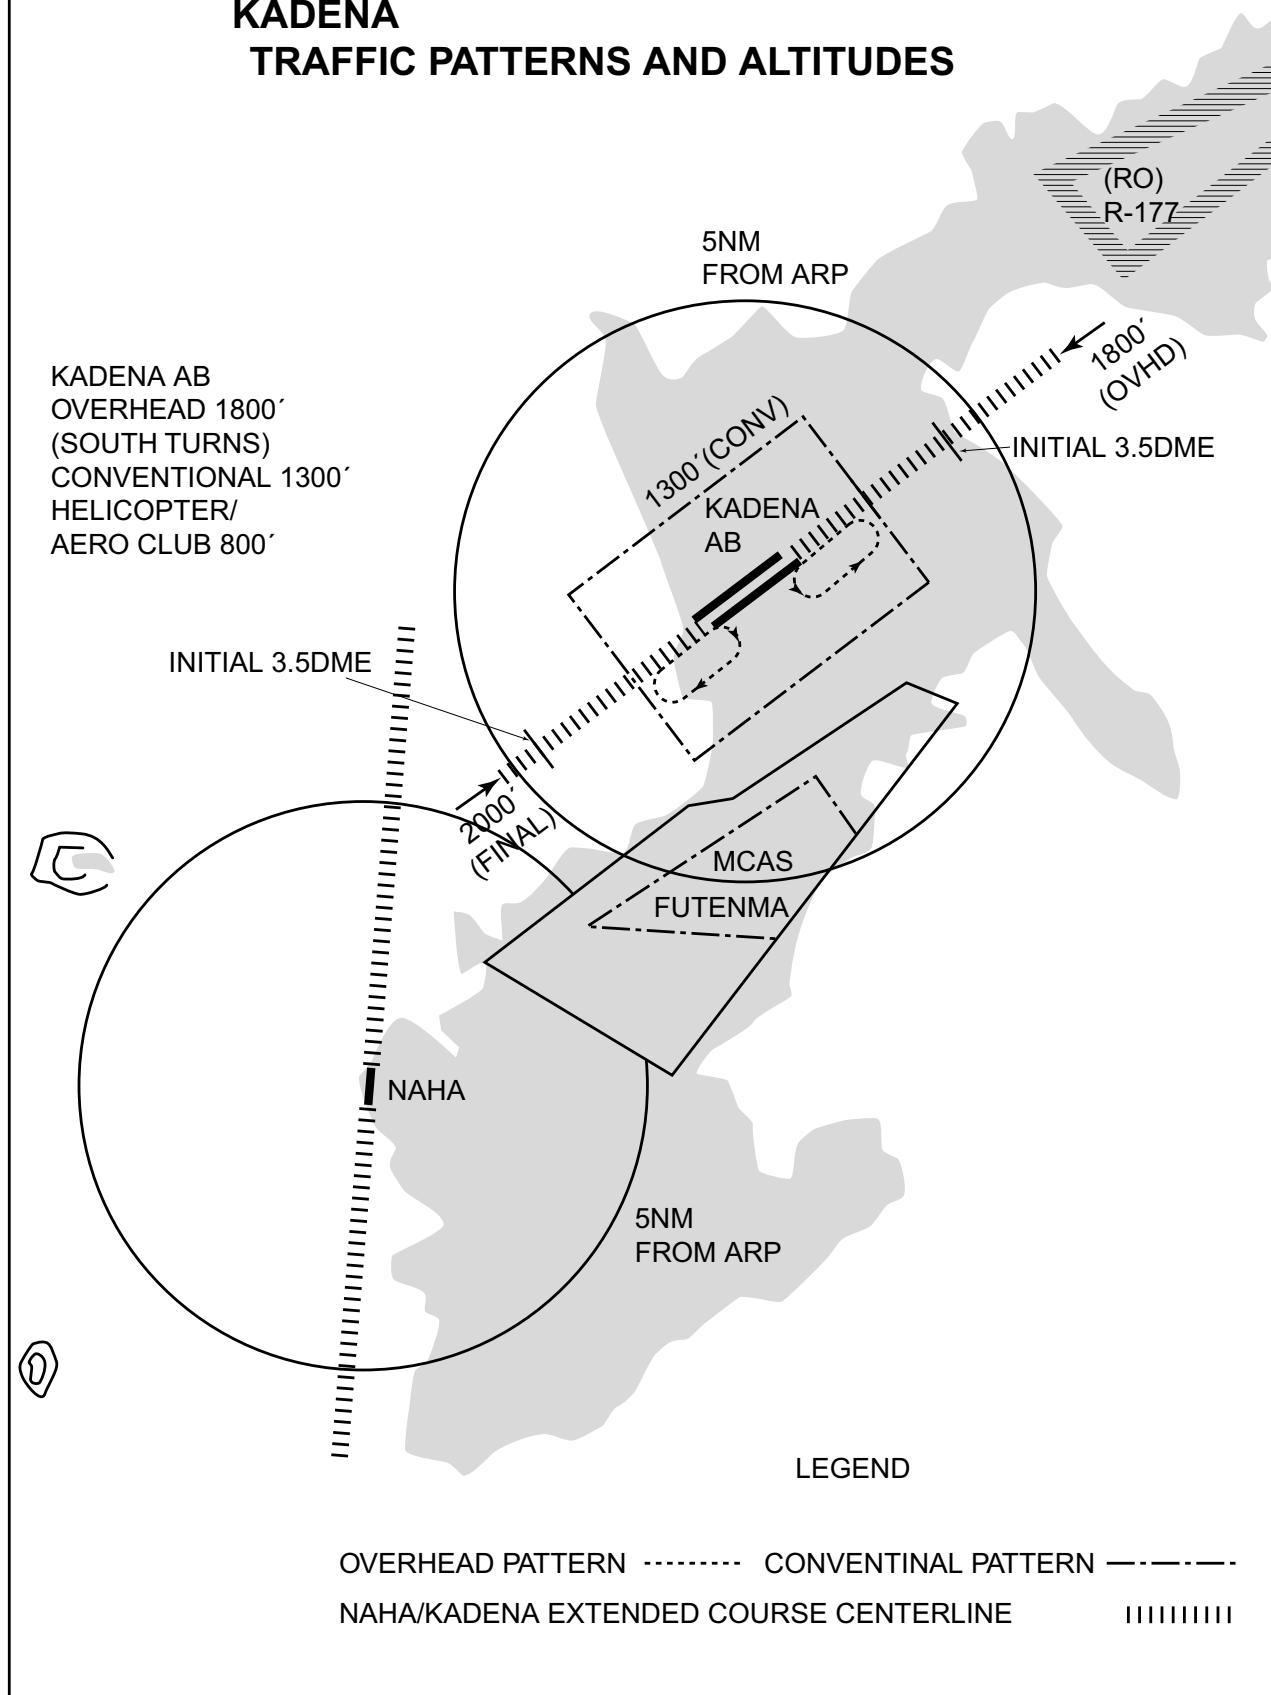 KADENA
TRAFFIC PATTERNS AND ALTITUDES
(RO)
R-177
5NM
FROM ARP
1800´
(OVHD)
KADENA AB
OVERHEAD 1800´
(SOUTH TURNS)
CONVENTIONAL 1300´
HELICOPTER/
AERO CLUB 800´
1300´(CONV)
INITIAL 3.5DME
KADENA
AB
INITIAL 3.5DME
2000´
(FINAL)
MCAS
FUTENMA
NAHA
5NM
FROM ARP
LEGEND
OVERHEAD PATTERN
CONVENTINAL PATTERN
NAHA/KADENA EXTENDED COURSE CENTERLINE